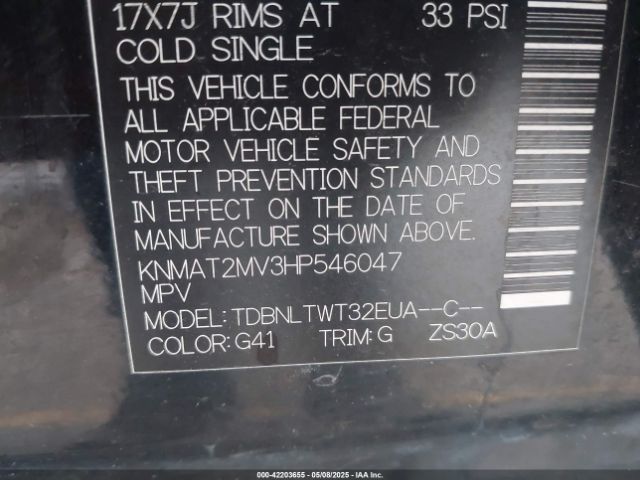 17X7J RIMS AT 33 PSI
COLD SINGLE
THIS VEHICLE CONFORMS TO
ALL APPLICABLE FEDERAL
MOTOR VEHICLE SAFETY AND
THEFT PREVENTION STANDARDS
IN EFFECT ON THE DATE OF
MANUFACTURE SHOWN ABOVE.
KNMAT2MV3HP546047
MPV
MODEL:TDBNLTWT32EUA--C--
COLOR:G41 TRIM:G ZS30A
000-42203655 - 05/08/2025 - IAAI.com